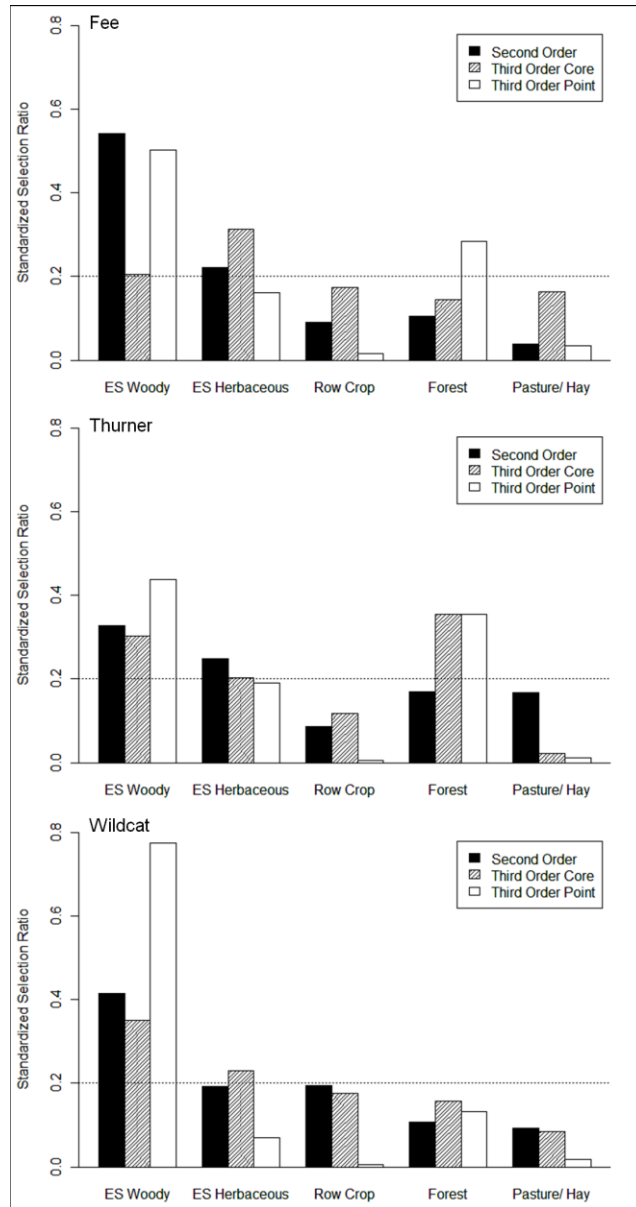 Fee
Standardized Selection Ratio
0.8
0.6
0.4
0.2
0.0
Second Order
Third Order Core
Third Order Point
ES Woody ES Herbaceous Row Crop Forest Pasture/ Hay
Thurner
Standardized Selection Ratio
0.8
0.6
0.4
0.2
0.0
Second Order
Third Order Core
Third Order Point
ES Woody ES Herbaceous Row Crop Forest Pasture/ Hay
Wildcat
Standardized Selection Ratio
0.8
0.6
0.4
0.2
0.0
Second Order
Third Order Core
Third Order Point
ES Woody ES Herbaceous Row Crop Forest Pasture/ Hay